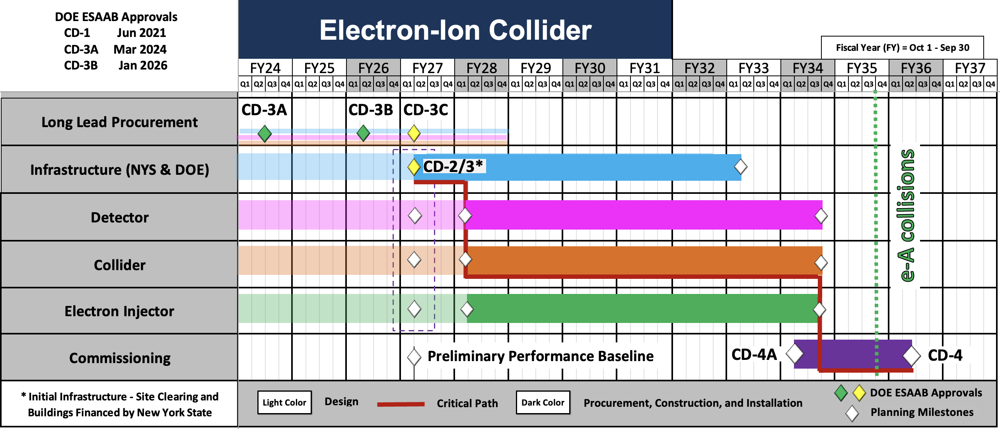 DOE ESAAB Approvals
CD-1 Jun 2021
CD-3A Mar 2024
CD-3B Jan 2026
Electron-Ion Collider
Fiscal Year (FY) = Oct 1 - Sep 30
FY24 FY25 FY26 FY27 FY28 FY29 FY30 FY31 FY32 FY33 FY34 FY35 FY36 FY37
Q1 Q2 Q3 Q4 Q1 Q2 Q3 Q4 Q1 Q2 Q3 Q4 Q1 Q2 Q3 Q4 Q1 Q2 Q3 Q4 Q1 Q2 Q3 Q4 Q1 Q2 Q3 Q4 Q1 Q2 Q3 Q4 Q1 Q2 Q3 Q4 Q1 Q2 Q3 Q4 Q1 Q2 Q3 Q4 Q1 Q2 Q3 Q4 Q1 Q2 Q3 Q4 Q1 Q2 Q3 Q4
Long Lead Procurement
CD-3A CD-3B CD-3C
Infrastructure (NYS & DOE)
CD-2/3*
Detector
Collider
e-A collisions
Electron Injector
Commissioning
Preliminary Performance Baseline
CD-4A
CD-4
* Initial Infrastructure - Site Clearing and
Buildings Financed by New York State
Light Color
Design
Critical Path
Dark Color
Procurement, Construction, and Installation
DOE ESAAB Approvals
Planning Milestones